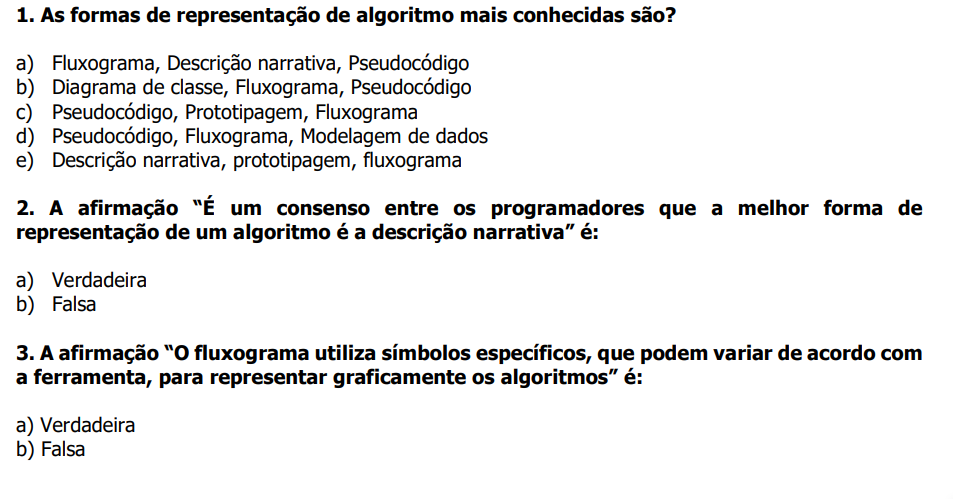 1. As formas de representação de algoritmo mais conhecidas são?
a) Fluxograma, Descrição narrativa, Pseudocódigo
b) Diagrama de classe, Fluxograma, Pseudocódigo
c) Pseudocódigo, Prototipagem, Fluxograma
d) Pseudocódigo, Fluxograma, Modelagem de dados
e) Descrição narrativa, prototipagem, fluxograma
2. A afirmação “É um consenso entre os programadores que a melhor forma de
representação de um algoritmo é a descrição narrativa” é:
a) Verdadeira
b) Falsa
3. A afirmação “O fluxograma utiliza símbolos específicos, que podem variar de acordo com
a ferramenta, para representar graficamente os algoritmos” é:
a) Verdadeira
b) Falsa